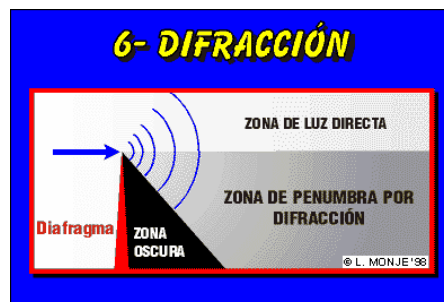 6- DIFRACCIÓN
ZONA DE LUZ DIRECTA
ZONA DE PENUMBRA POR
DIFRACCIÓN
Diafragma
ZONA
OSCURA
© L. MONJE '98